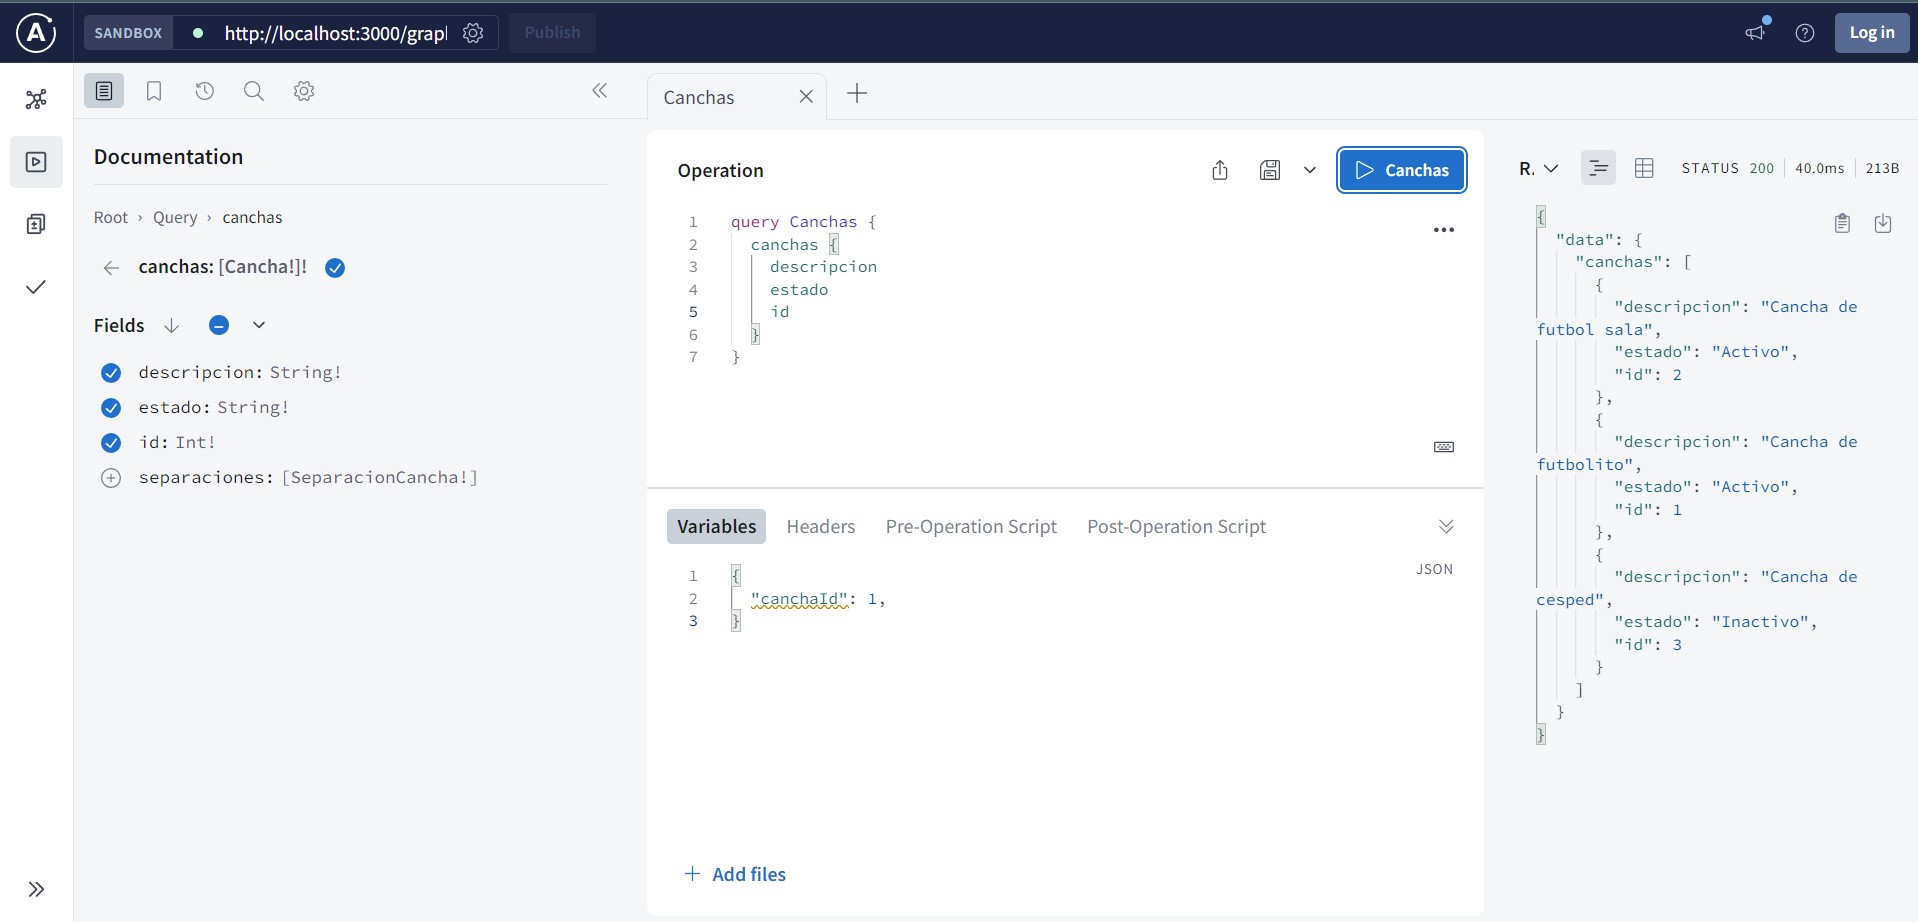 SANDBOX
http://localhost:3000/grapl
Publish
Log in
Canchas
Documentation
Root › Query › canchas
canchas: [Cancha!]!
Fields
descripcion: String!
estado: String!
id: Int!
separaciones: [SeparacionCancha!]
Operation
Canchas
1 query Canchas {
2 canchas {
3 descripcion
4 estado
5 id
6 }
7 }
Variables Headers Pre-Operation Script Post-Operation Script
JSON
1 {
2 "canchaId": 1,
3 }
Add files
R.
STATUS 200 40.0ms 213B
{
"data": {
"canchas": [
{
"descripcion": "Cancha de
futbol sala",
"estado": "Activo",
"id": 2
},
{
"descripcion": "Cancha de
futbolito",
"estado": "Activo",
"id": 1
},
{
"descripcion": "Cancha de
cesped",
"estado": "Inactivo",
"id": 3
}
]
}
}